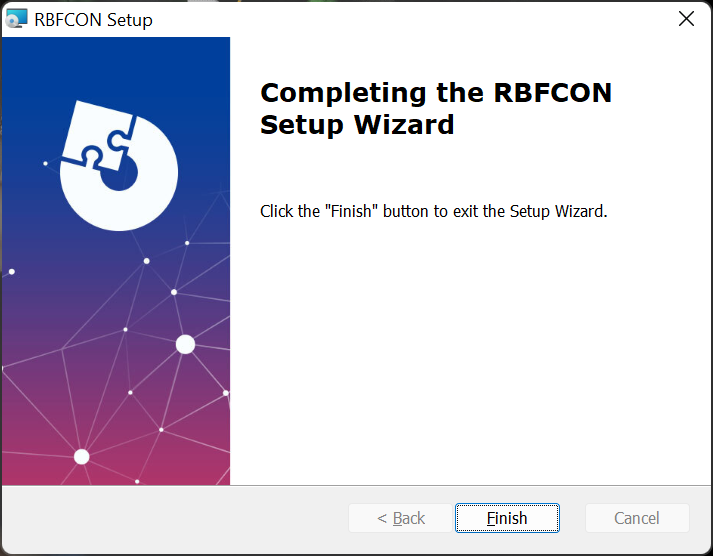 RBFCON Setup
Completing the RBFCON
Setup Wizard
Click the "Finish" button to exit the Setup Wizard.
< Back
Finish
Cancel